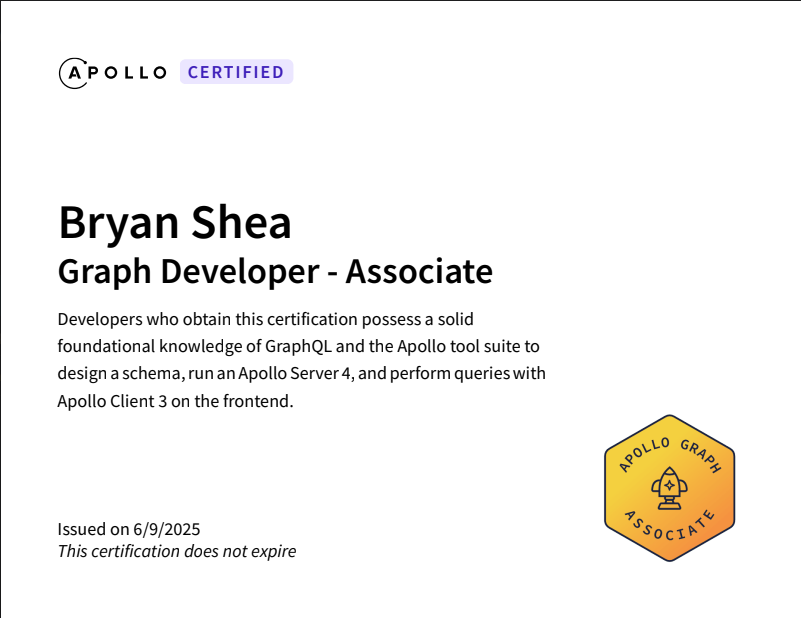 APOLLO CERTIFIED
Bryan Shea
Graph Developer - Associate
Developers who obtain this certification possess a solid
foundational knowledge of GraphQL and the Apollo tool suite to
design a schema, run an Apollo Server 4, and perform queries with
Apollo Client 3 on the frontend.
APOLLO GRAPH
ASSOCIATE
Issued on 6/9/2025
This certification does not expire